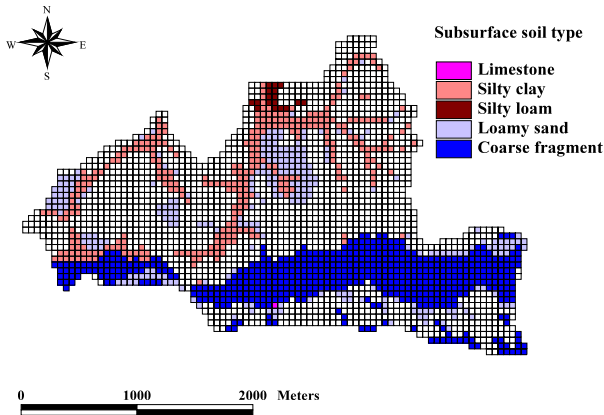 N
W E
S
Subsurface soil type
Limestone
Silty clay
Silty loam
Loamy sand
Coarse fragment
0 1000 2000 Meters